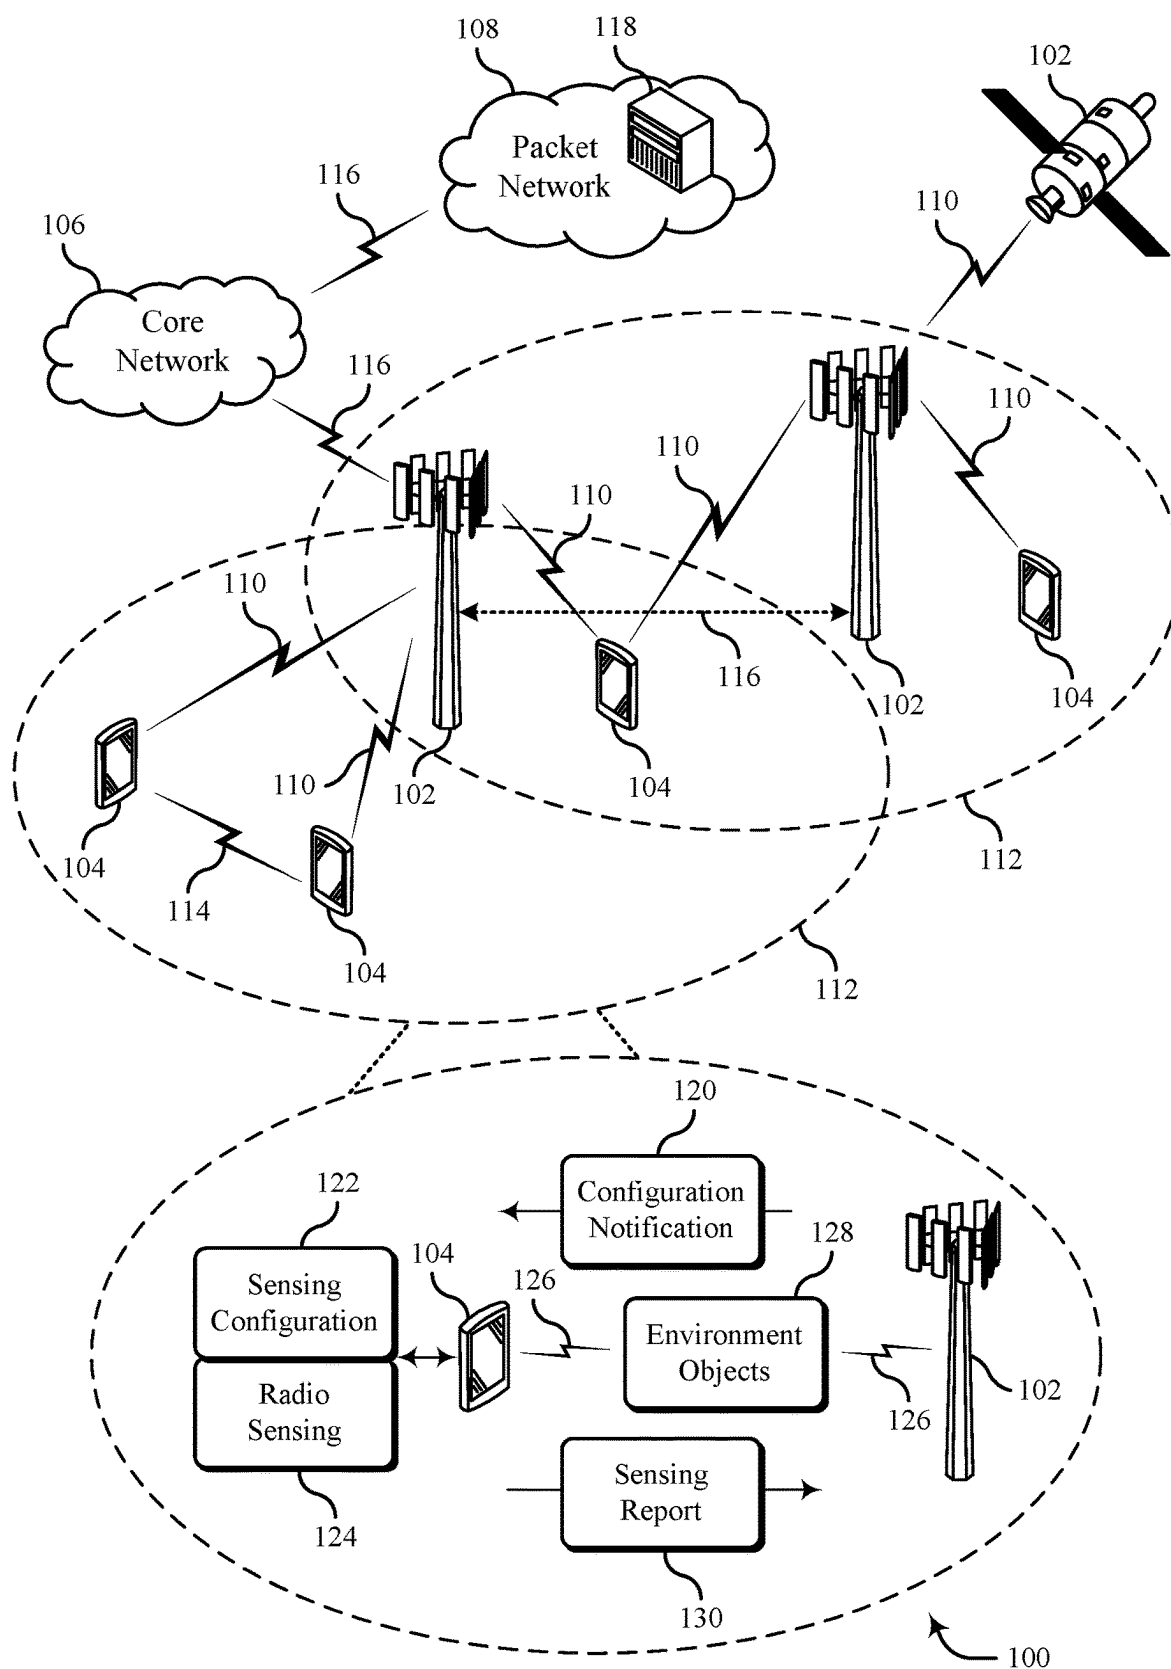 108
118
102
Packet
Network
116
110
106
Core
Network
116
110
110
110
110
116
102
104
110
102
104
104
114
104
112
112
120
Configuration
Notification
122
128
104
126
Sensing
Configuration
Environment
Objects
102
126
Radio
Sensing
Sensing
Report
124
130
100